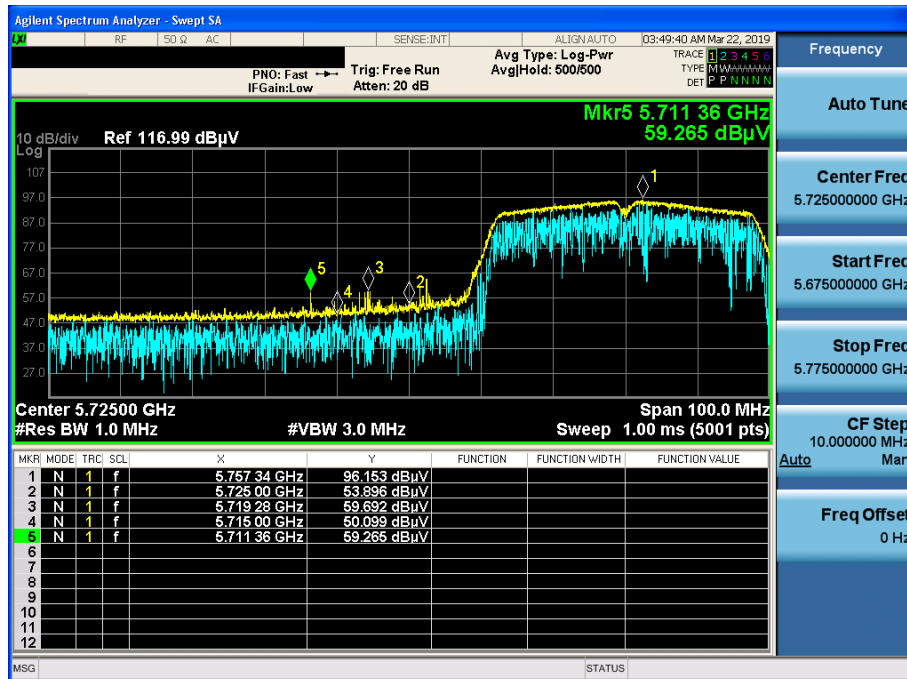 Agilent Spectrum Analyzer - Swept SA
LXI RF 50 Ω AC SENSE:INT ALIGN AUTO 03:49:40 AM Mar 22, 2019
PNO: Fast Trig: Free Run Avg Type: Log-Pwr TRACE 1 2 3 4 5 6
IFGain:Low Atten: 20 dB Avg|Hold: 500/500 TYPE M W W W W W
DET P P N N N N
Mkr5 5.711 36 GHz
59.265 dBµV
10 dB/div Ref 116.99 dBµV
Log
107
97.0
87.0
77.0
67.0
57.0
47.0
37.0
27.0
1
5
3
4
2
Center 5.72500 GHz Span 100.0 MHz
#Res BW 1.0 MHz #VBW 3.0 MHz Sweep 1.00 ms (5001 pts)
MKR MODE TRC SCL X Y FUNCTION FUNCTION WIDTH FUNCTION VALUE
1 N 1 f 5.757 34 GHz 96.153 dBµV
2 N 1 f 5.725 00 GHz 53.896 dBµV
3 N 1 f 5.719 28 GHz 59.692 dBµV
4 N 1 f 5.715 00 GHz 50.099 dBµV
5 N 1 f 5.711 36 GHz 59.265 dBµV
6
7
8
9
10
11
12
MSG STATUS
Frequency
Auto Tune
Center Freq
5.725000000 GHz
Start Freq
5.675000000 GHz
Stop Freq
5.775000000 GHz
CF Step
10.000000 MHz
Auto Man
Freq Offset
0 Hz